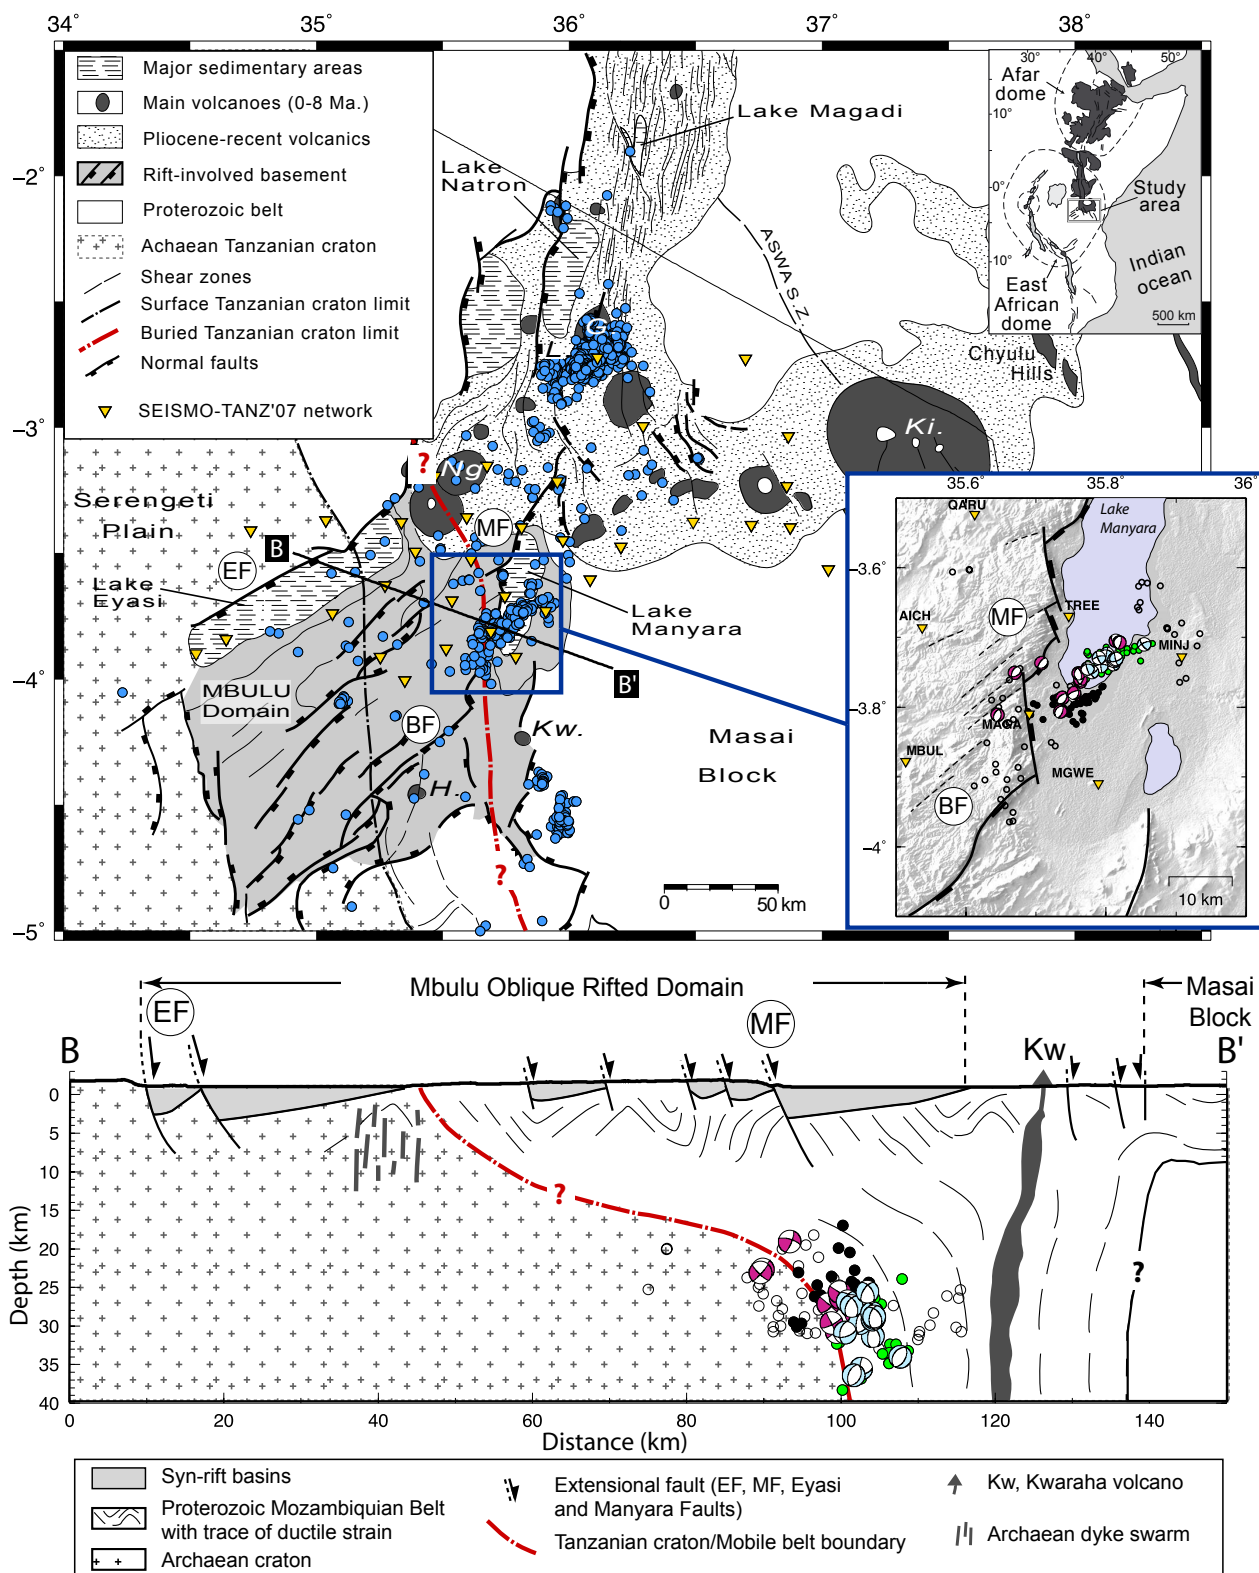 34° 35° 36° 37° 38°
Major sedimentary areas
Main volcanoes (0-8 Ma.)
Pliocene-recent volcanics
Rift-involved basement
Proterozoic belt
Achaean Tanzanian craton
Shear zones
Surface Tanzanian craton limit
Buried Tanzanian craton limit
Normal faults
SEISMO-TANZ'07 network
−2°
−3°
−4°
−5°
Lake Magadi
Lake
Natron
ASWA S.Z.
G
L
30° 40° 50°
Afar
dome
10°
0°
10°
Study
area
East
African
dome
Indian
ocean
500 km
Chyulu
Hills
Ki.
?
Ng
Serengeti
Plain
MF
B
EF
Lake
Eyasi
Lake
Manyara
B'
MBULU
Domain
BF
Kw.
Masai
Block
H.
?
0 50 km
35.6° 35.8° 36°
QARU
Lake
Manyara
−3.6°
MF
TREE
AICH
MINJ
−3.8°
MAGA
MBUL
MGWE
BF
−4°
10 km
Mbulu Oblique Rifted Domain
Masai
Block
EF
MF
B
Kw
B'
0
5
10
15
20
25
30
35
40
?
?
Depth (km)
0 20 40 60 80 100 120 140
Distance (km)
Syn-rift basins
Proterozoic Mozambiquian Belt
with trace of ductile strain
Archaean craton
Extensional fault (EF, MF, Eyasi
and Manyara Faults)
Tanzanian craton/Mobile belt boundary
Kw, Kwaraha volcano
Archaean dyke swarm